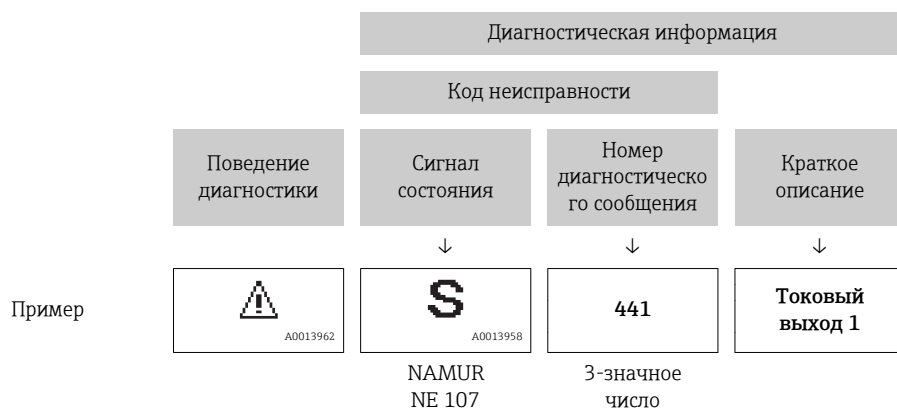 Диагностическая информация
Код неисправности
Поведение
диагностики
Сигнал
состояния
Номер
диагностическо
го сообщения
Краткое
описание
↓
↓
↓
Пример
⚠
A0013962
S
A0013958
441
Токовый
выход 1
NAMUR
NE 107
3-значное
число